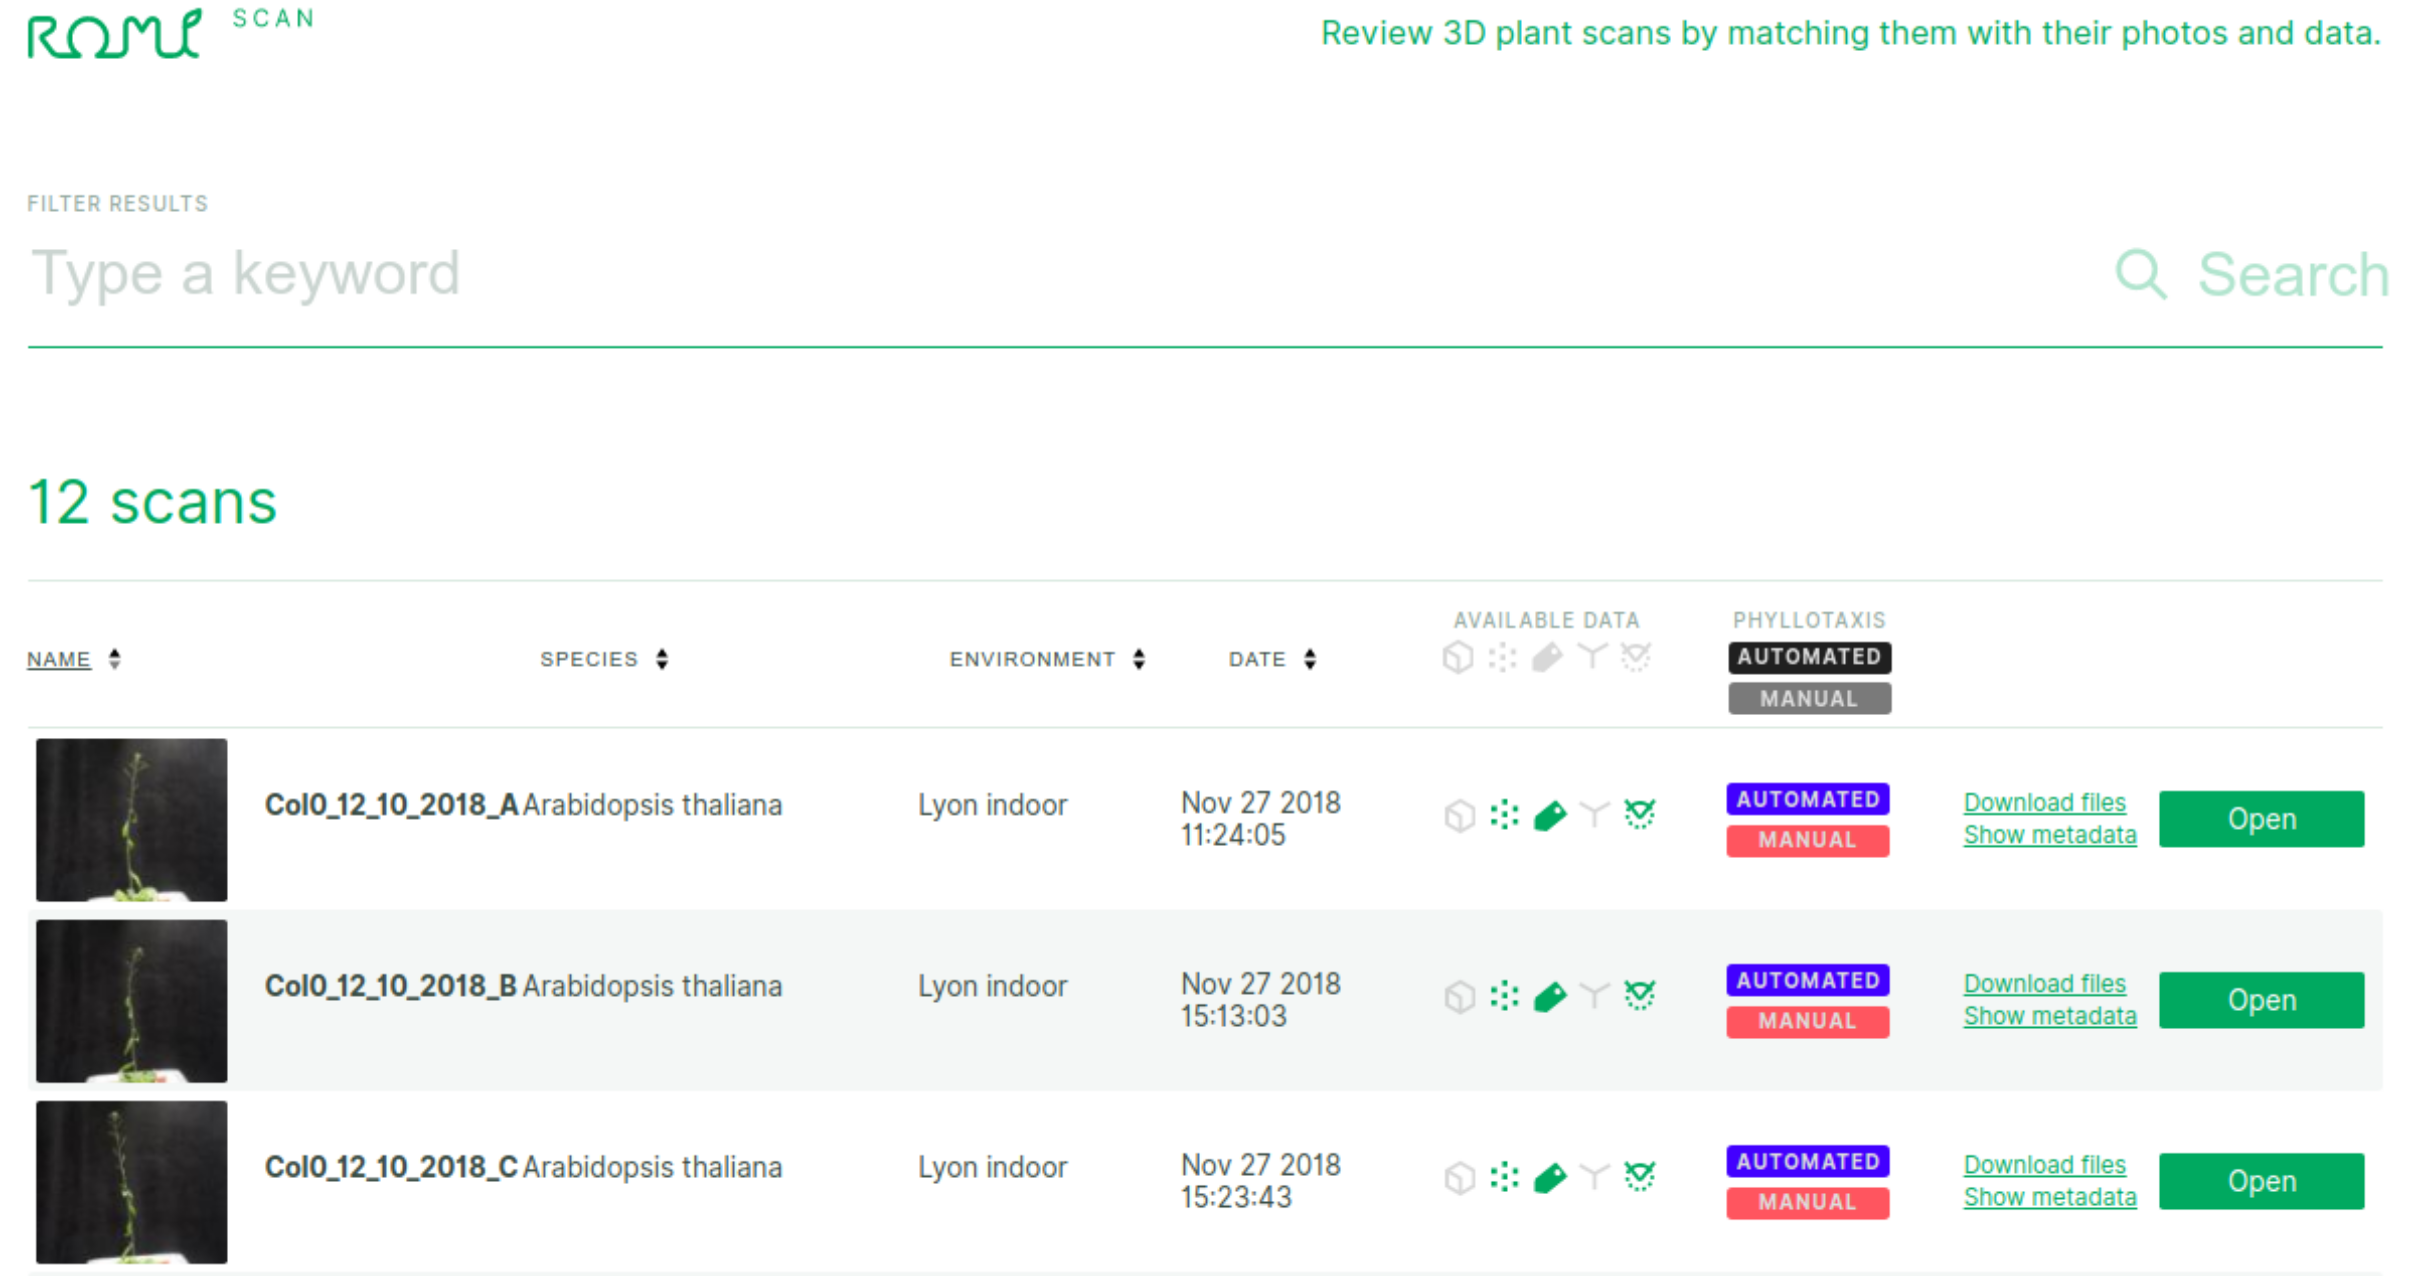 ROMI SCAN
Review 3D plant scans by matching them with their photos and data.
FILTER RESULTS
Type a keyword
Search
12 scans
NAME SPECIES ENVIRONMENT DATE AVAILABLE DATA PHYLLOTAXIS
AUTOMATED
MANUAL
Col0_12_10_2018_A Arabidopsis thaliana Lyon indoor Nov 27 2018
11:24:05
AUTOMATED
MANUAL
Download files
Show metadata
Open
Col0_12_10_2018_B Arabidopsis thaliana Lyon indoor Nov 27 2018
15:13:03
AUTOMATED
MANUAL
Download files
Show metadata
Open
Col0_12_10_2018_C Arabidopsis thaliana Lyon indoor Nov 27 2018
15:23:43
AUTOMATED
MANUAL
Download files
Show metadata
Open